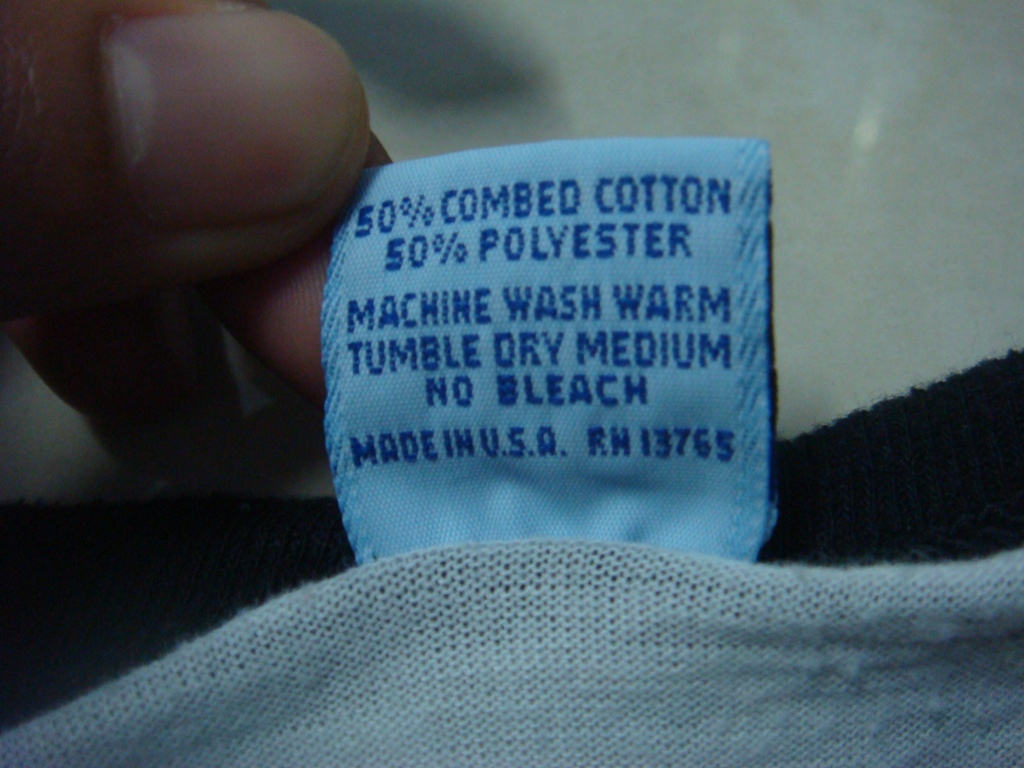 50% COMBED COTTON
50% POLYESTER
MACHINE WASH WARM
TUMBLE DRY MEDIUM
NO BLEACH
MADE IN U.S.A. RN 13765